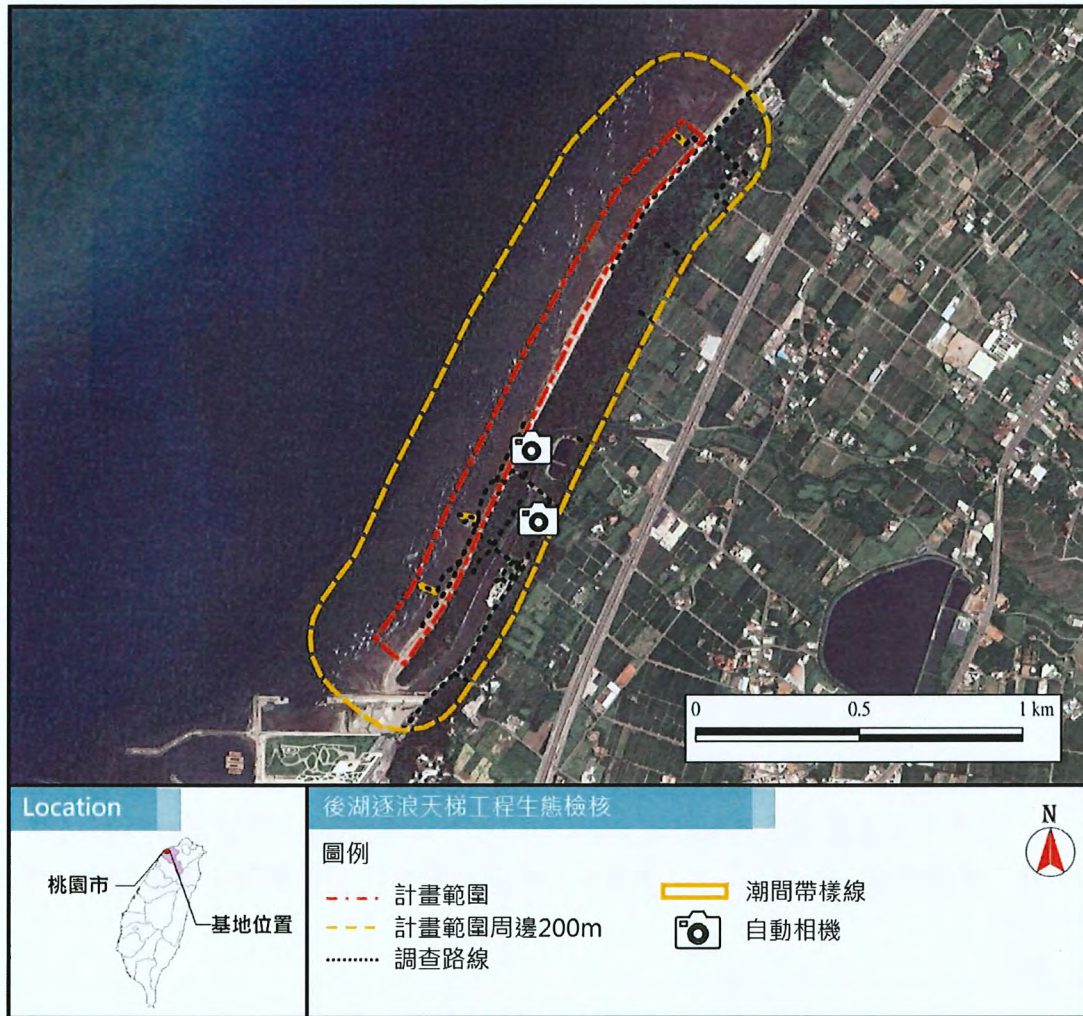 0 0.5 1 km
Location
桃園市
基地位置
後湖逐浪天梯工程生態檢核
圖例
計畫範圍
計畫範圍周邊200m
調查路線
潮間帶樣線
自動相機
N